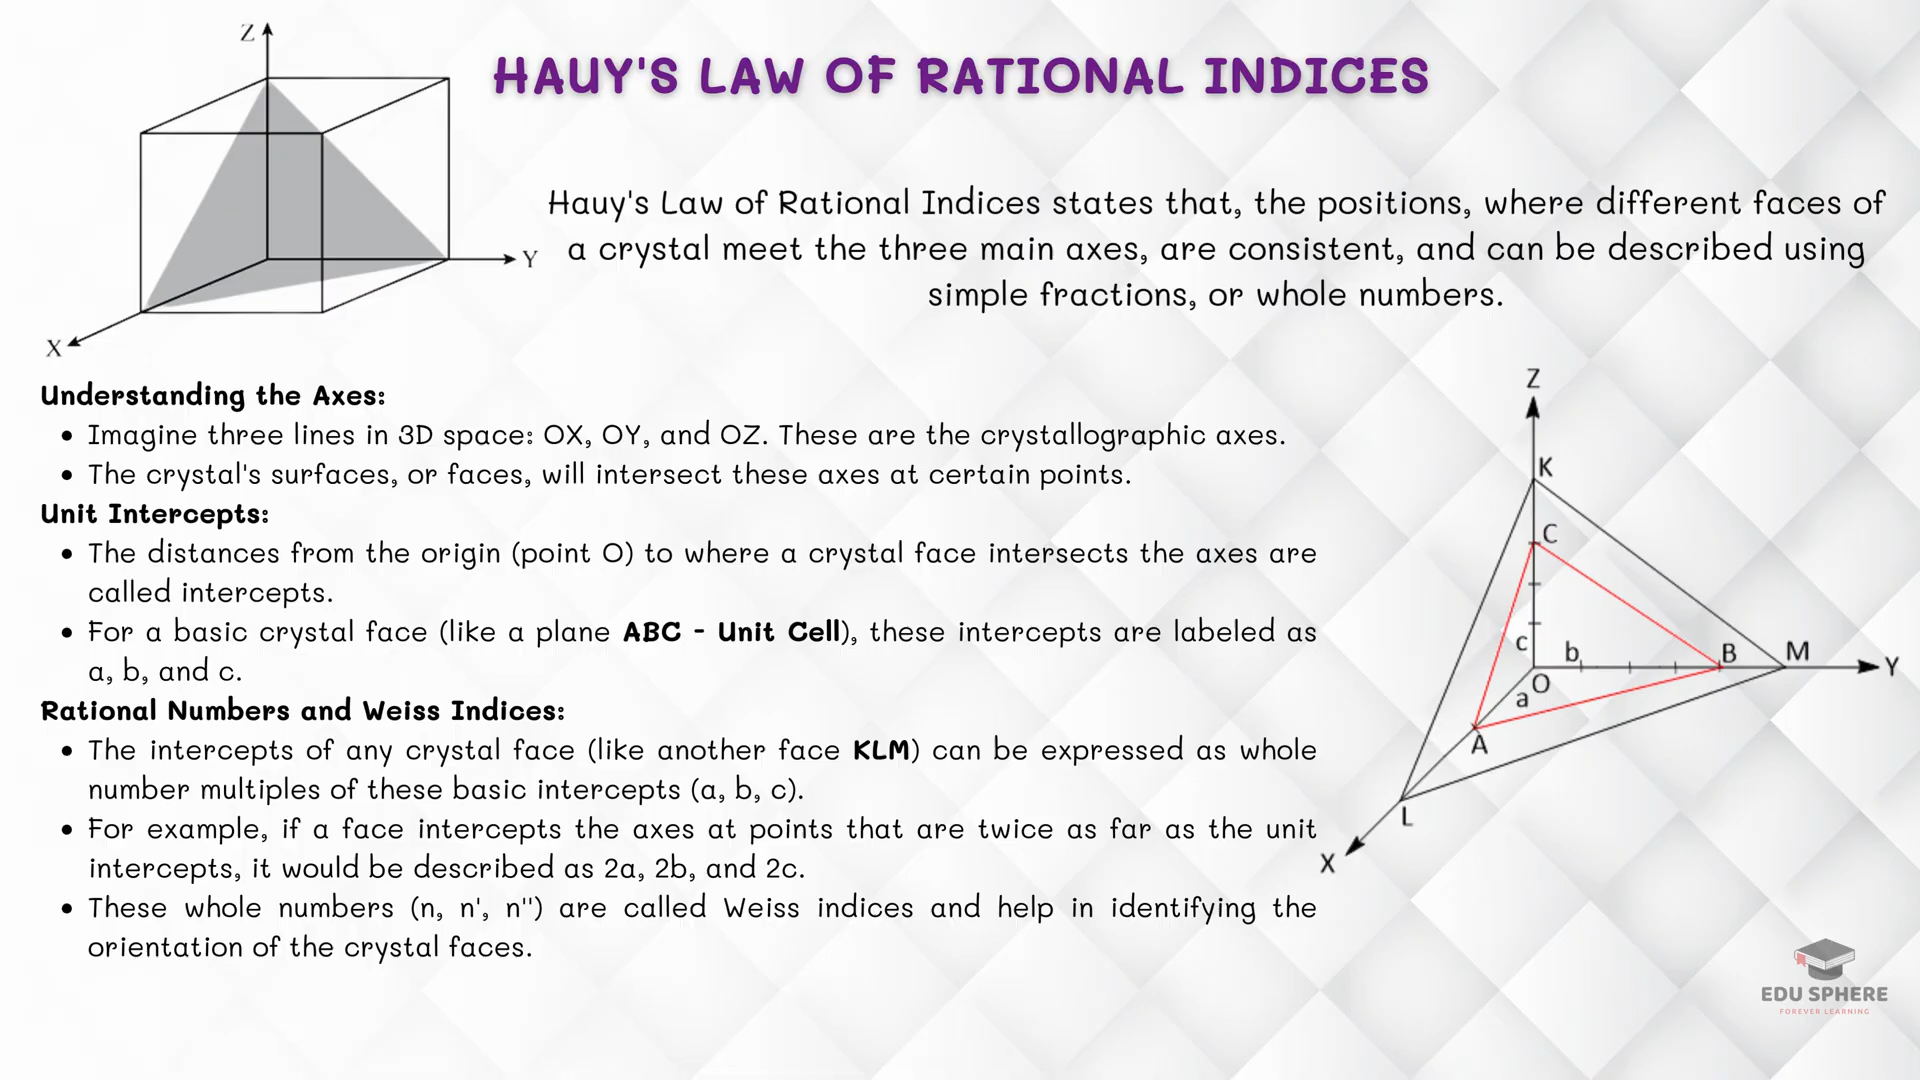 HAUY'S LAW OF RATIONAL INDICES
Z
Y
X
Hauy's Law of Rational Indices states that, the positions, where different faces of
a crystal meet the three main axes, are consistent, and can be described using
simple fractions, or whole numbers.
Understanding the Axes:
• Imagine three lines in 3D space: OX, OY, and OZ. These are the crystallographic axes.
• The crystal's surfaces, or faces, will intersect these axes at certain points.
Unit Intercepts:
• The distances from the origin (point O) to where a crystal face intersects the axes are
called intercepts.
• For a basic crystal face (like a plane ABC - Unit Cell), these intercepts are labeled as
a, b, and c.
Rational Numbers and Weiss Indices:
• The intercepts of any crystal face (like another face KLM) can be expressed as whole
number multiples of these basic intercepts (a, b, c).
• For example, if a face intercepts the axes at points that are twice as far as the unit
intercepts, it would be described as 2a, 2b, and 2c.
• These whole numbers (n, n', n'') are called Weiss indices and help in identifying the
orientation of the crystal faces.
Z
K
C
c
b
B
M
Y
O
a
A
L
X
EDU SPHERE
FOREVER LEARNING